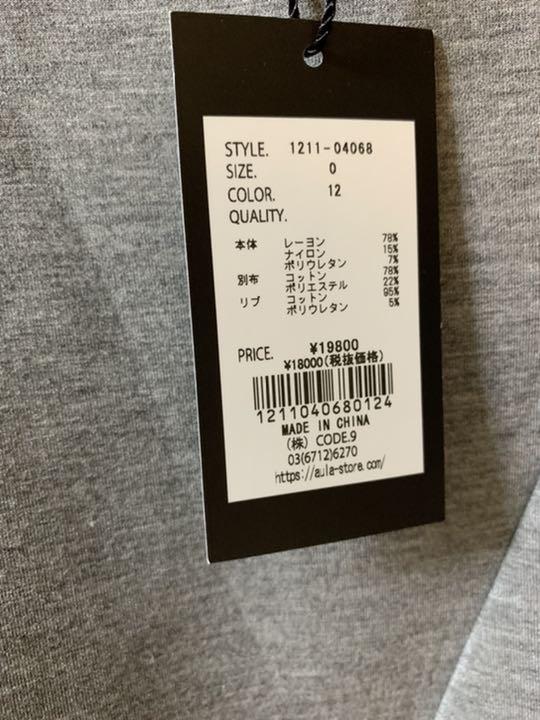 STYLE. 1211-04068
SIZE. 0
COLOR. 12
QUALITY.
本体 レーヨン 78%
ナイロン 15%
ポリウレタン 7%
別布 コットン 78%
ポリエステル 22%
リブ コットン 95%
ポリウレタン 5%
PRICE. ¥19800
¥18000(税抜価格)
1211040680124
MADE IN CHINA
(株) CODE.9
03(6712)6270
https://aula-store.com/